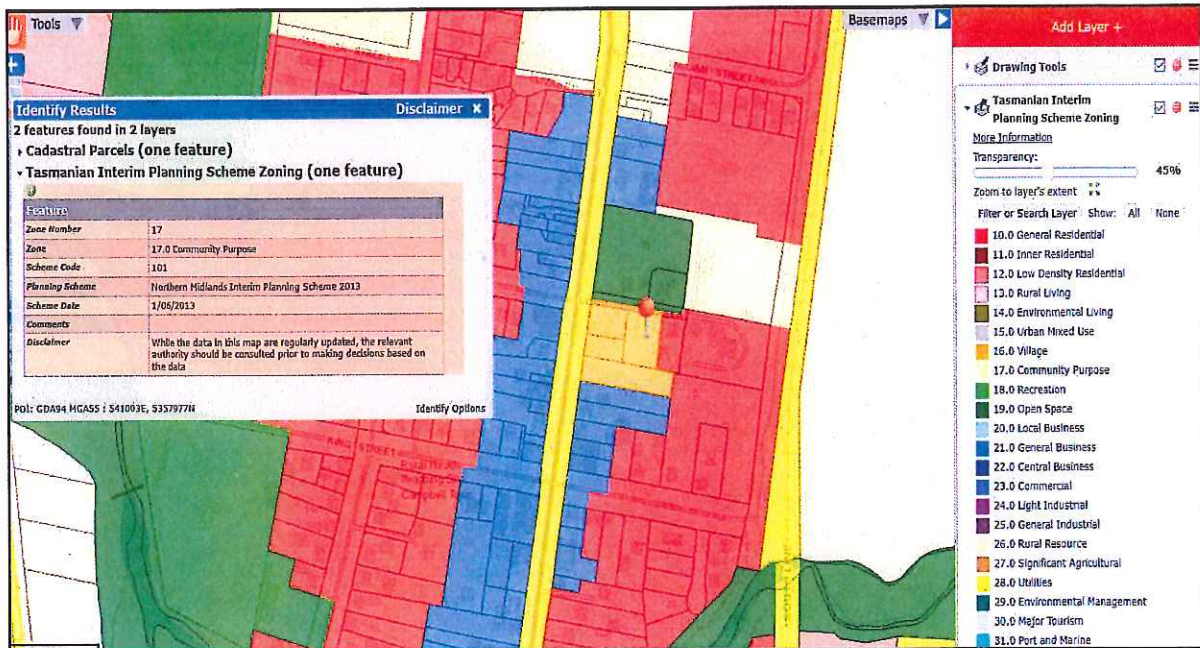 Tools
Basemaps
Identify Results Disclaimer ×
2 features found in 2 layers
Cadastral Parcels (one feature)
Tasmanian Interim Planning Scheme Zoning (one feature)
Feature
Zone Number 17
Zone 17.0 Community Purpose
Scheme Code 101
Planning Scheme Northern Midlands Interim Planning Scheme 2013
Scheme Date 1/06/2013
Comments
Disclaimer While the data in this map are regularly updated, the relevant
authority should be consulted prior to making decisions based on
the data
POI: GDA94 MGA55 : 541093E, 5357977N Identify Options
KING STREET
Add Layer +
Drawing Tools
Tasmanian Interim
Planning Scheme Zoning
More Information
Transparency:
45%
Zoom to layer's extent
Filter or Search Layer Show: All None
10.0 General Residential
11.0 Inner Residential
12.0 Low Density Residential
13.0 Rural Living
14.0 Environmental Living
15.0 Urban Mixed Use
16.0 Village
17.0 Community Purpose
18.0 Recreation
19.0 Open Space
20.0 Local Business
21.0 General Business
22.0 Central Business
23.0 Commercial
24.0 Light Industrial
25.0 General Industrial
26.0 Rural Resource
27.0 Significant Agricultural
28.0 Utilities
29.0 Environmental Management
30.0 Major Tourism
31.0 Port and Marine